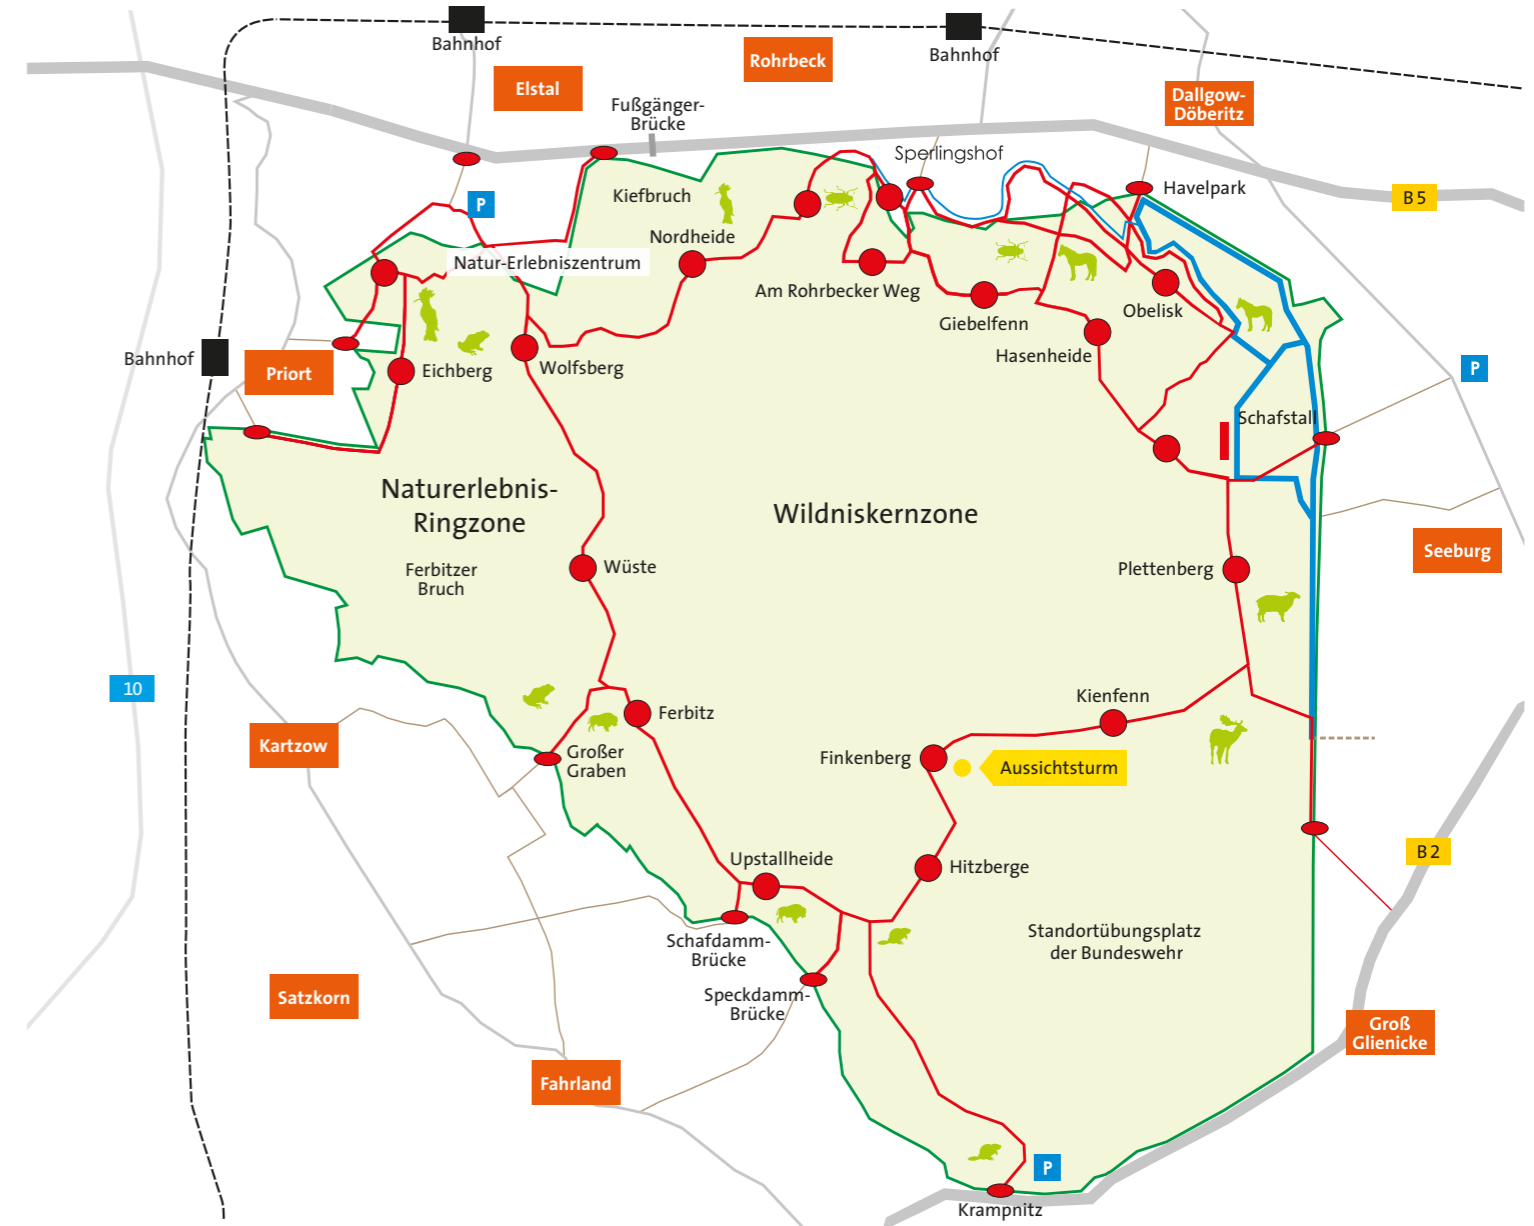 Bahnhof
Bahnhof
Rohrbeck
Elstal
Dallgow-
Döberitz
Fußgänger-
Brücke
Sperlingshof
Havelpark
B 5
P
Kiefbruch
Nordheide
Natur-Erlebniszentrum
Am Rohrbecker Weg
Giebelfenn
Obelisk
Hasenheide
Bahnhof
Priort
Eichberg
Wolfsberg
P
Schafstall
Naturerlebnis-
Ringzone
Wildniskernzone
Ferbitzer
Bruch
Wüste
Plettenberg
Seeburg
10
Kartzow
Ferbitz
Großer
Graben
Kienfenn
Finkenberg
Aussichtsturm
B 2
Upstallheide
Hitzberge
Schafdamm-
Brücke
Standortübungsplatz
der Bundeswehr
Satzkorn
Speckdamm-
Brücke
Groß
Glienicke
Fahrland
P
Krampnitz